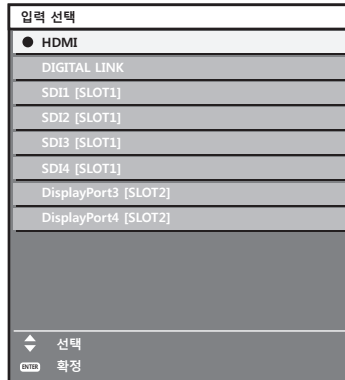 입력 선택
HDMI
DIGITAL LINK
SDI1 [SLOT1]
SDI2 [SLOT1]
SDI3 [SLOT1]
SDI4 [SLOT1]
DisplayPort3 [SLOT2]
DisplayPort4 [SLOT2]
선택
ENTER 확정